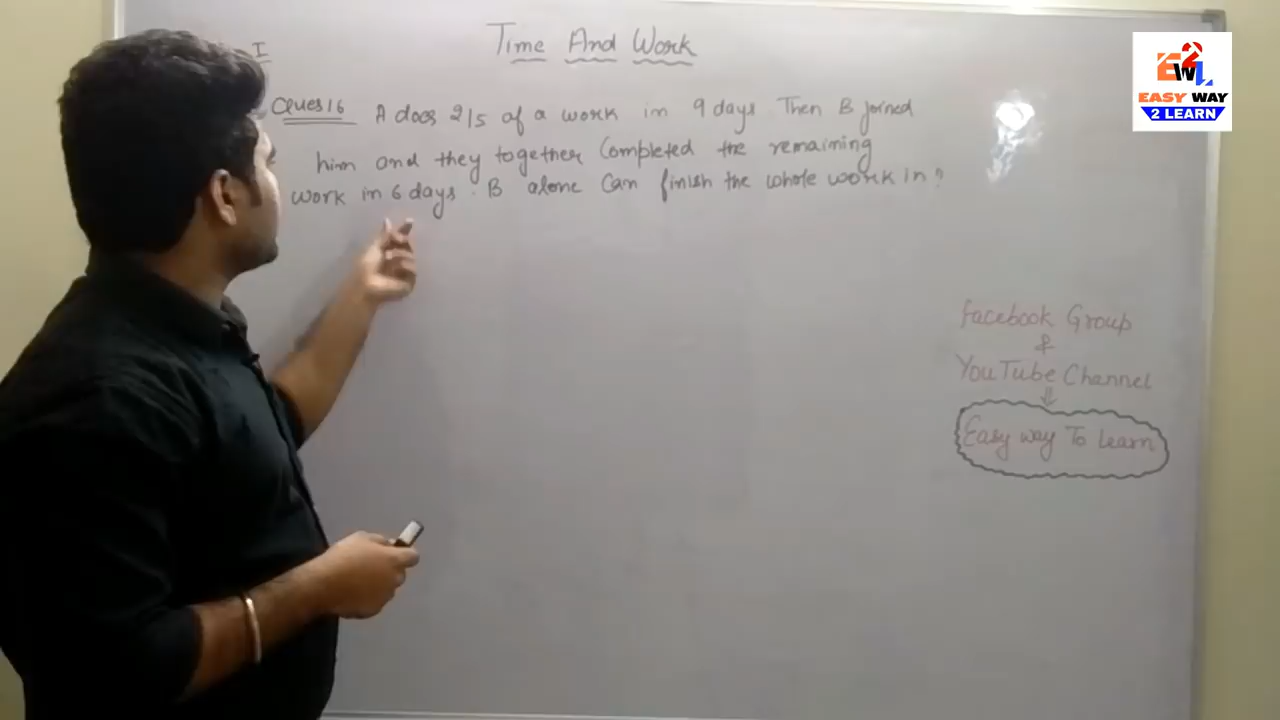 I
Time And Work
Ques 16 A does 2/5 of a work in 9 days Then B joined
him and they together Completed the remaining
work in 6 days. B alone Can finish the whole work in?
Facebook Group
&
YouTube Channel
Easy way To Learn
EW2L
EASY WAY
2 LEARN